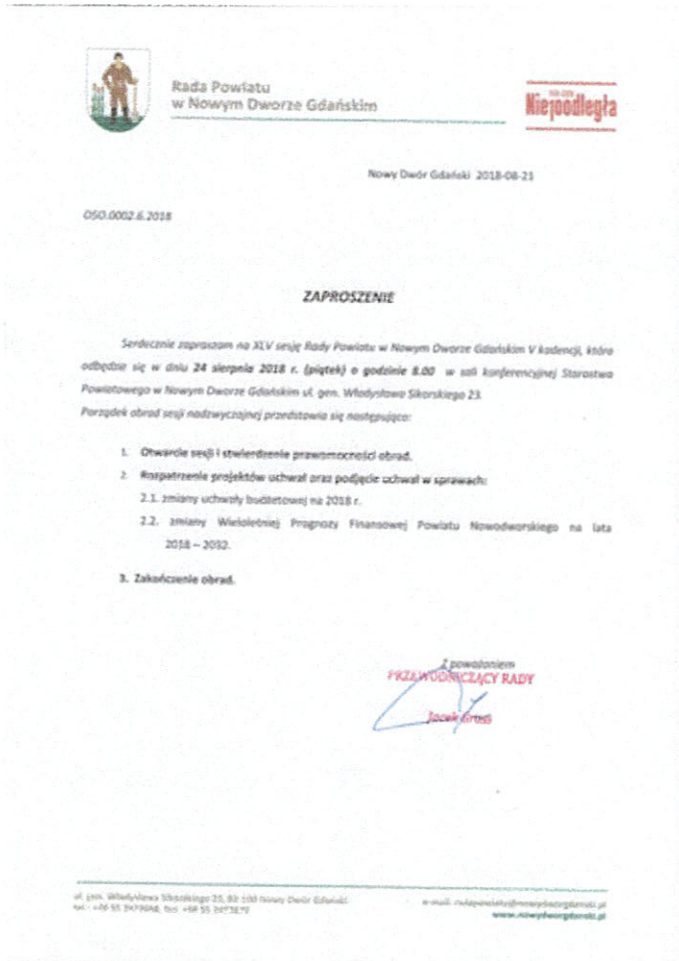 Rada Powiatu
w Nowym Dworze Gdańskim
Niepodległa
Nowy Dwór Gdański 2018-08-21
OSO.0002.6.2018
ZAPROSZENIE
Serdecznie zapraszam na XLV sesję Rady Powiatu w Nowym Dworze Gdańskim V kadencji, która
odbędzie się w dniu 24 sierpnia 2018 r. (piątek) o godzinie 8.00 w sali konferencyjnej Starostwa
Powiatowego w Nowym Dworze Gdańskim ul. gen. Władysława Sikorskiego 23.
Porządek obrad sesji nadzwyczajnej przedstawia się następująco:
1. Otwarcie sesji i stwierdzenie prawomocności obrad.
2. Rozpatrzenie projektów uchwał oraz podjęcie uchwał w sprawach:
2.1. zmiany uchwały budżetowej na 2018 r.
2.2. zmiany Wieloletniej Prognozy Finansowej Powiatu Nowodworskiego na lata
2018 – 2032.
3. Zakończenie obrad.
Z poważaniem
PRZEWODNICZĄCY RADY
Jacek Gross
ul. gen. Władysława Sikorskiego 23, 82-100 Nowy Dwór Gdański
e-mail:
www.nowydworgdanski.pl